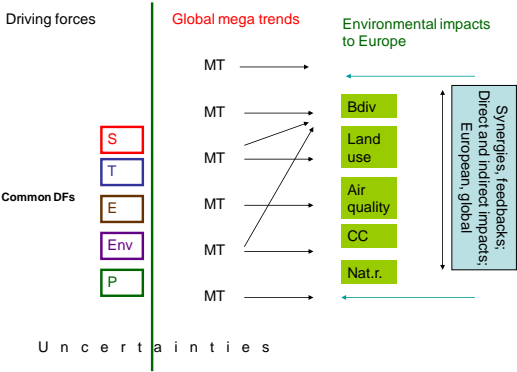 Driving forces
Global mega trends
Environmental impacts
to Europe
MT
MT
MT
MT
MT
MT
Common DFs
S
T
E
Env
P
Bdiv
Land
use
Air
quality
CC
Nat.r.
Synergies, feedbacks;
Direct and indirect impacts;
European, global
U n c e r t a i n t i e s